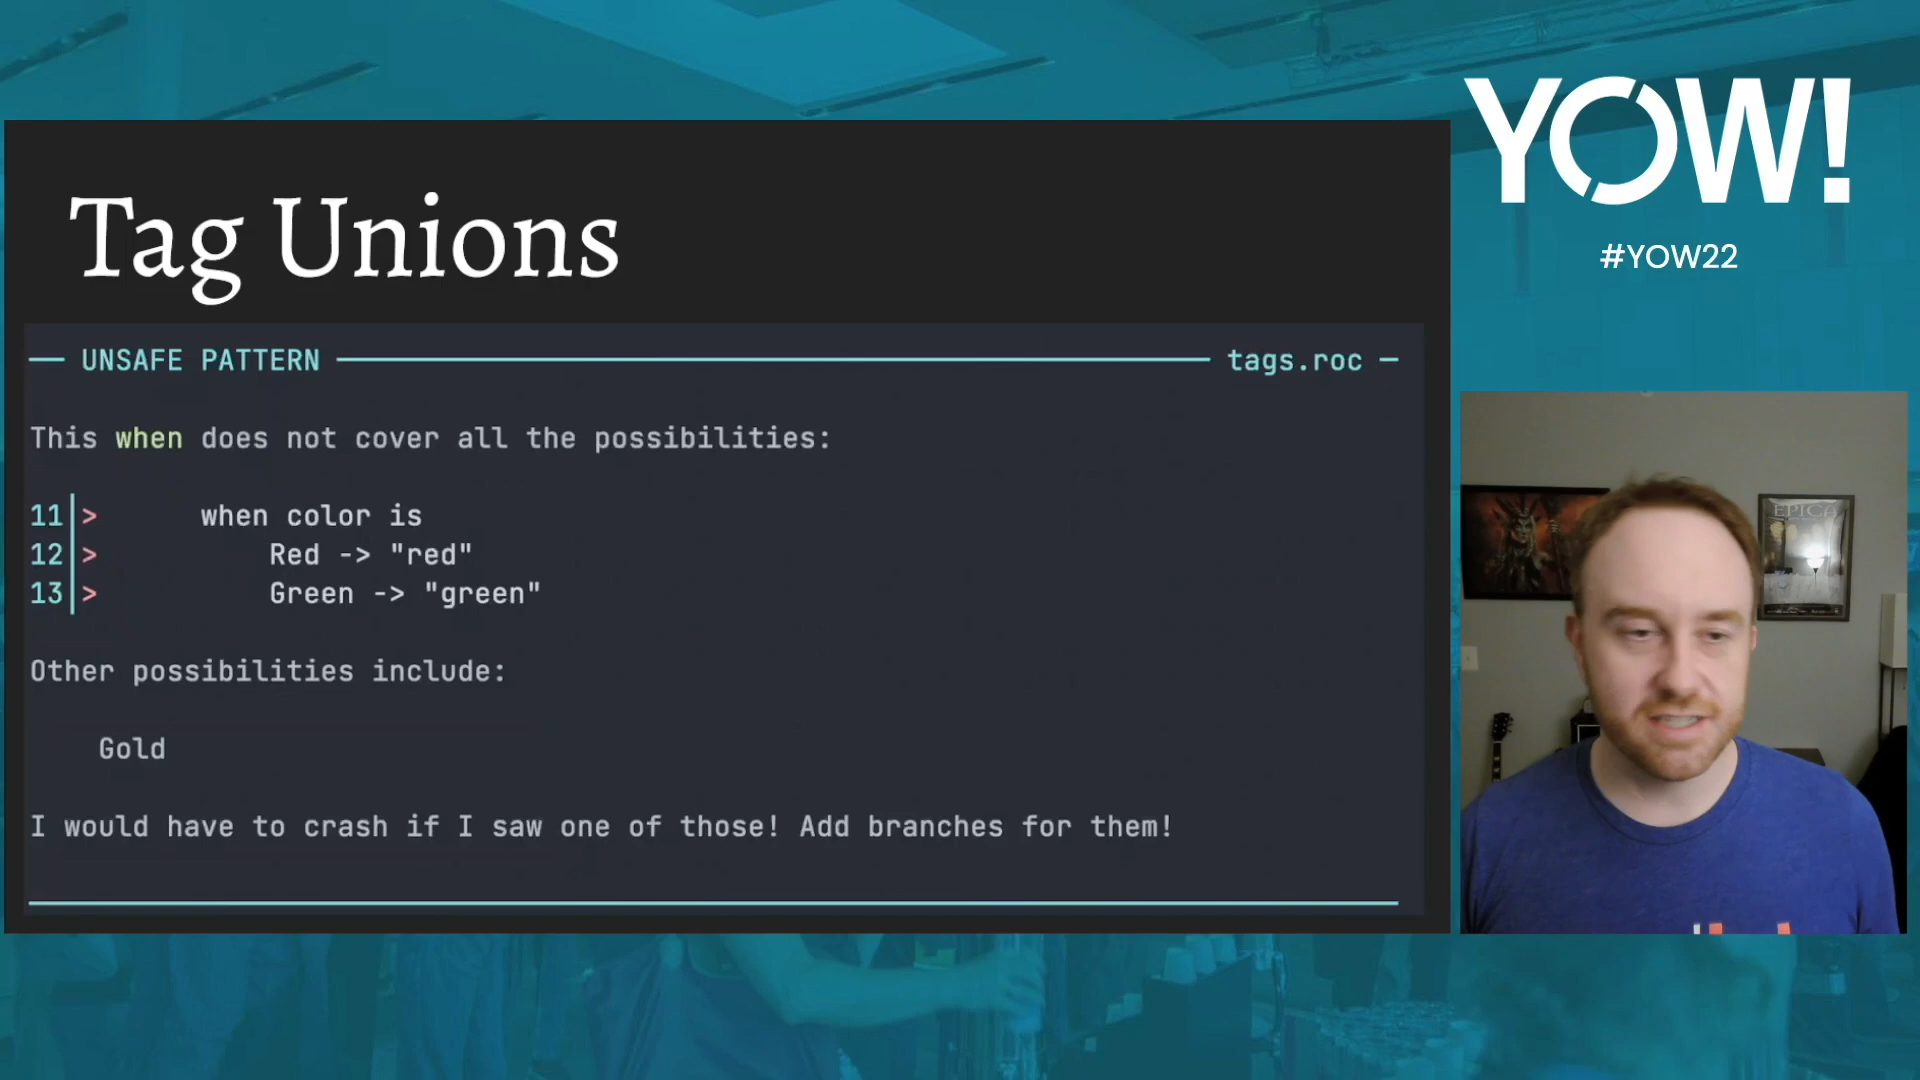 YOW!
#YOW22
Tag Unions
── UNSAFE PATTERN ── tags.roc ─
This when does not cover all the possibilities:
11│> when color is
12│> Red -> "red"
13│> Green -> "green"
Other possibilities include:
Gold
I would have to crash if I saw one of those! Add branches for them!
EPICA